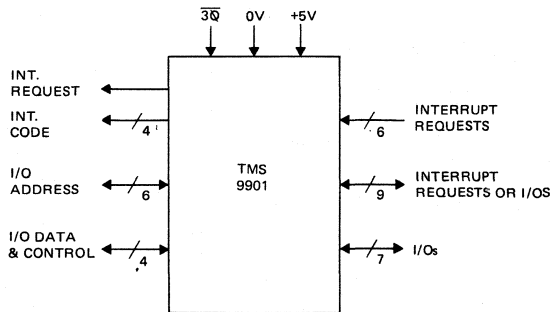 3Q̅ 0V +5V
INT.
REQUEST
INT.
CODE
4
I/O
ADDRESS
6
I/O DATA
& CONTROL
4
TMS
9901
INTERRUPT
REQUESTS
6
INTERRUPT
REQUESTS OR I/OS
9
I/Os
7